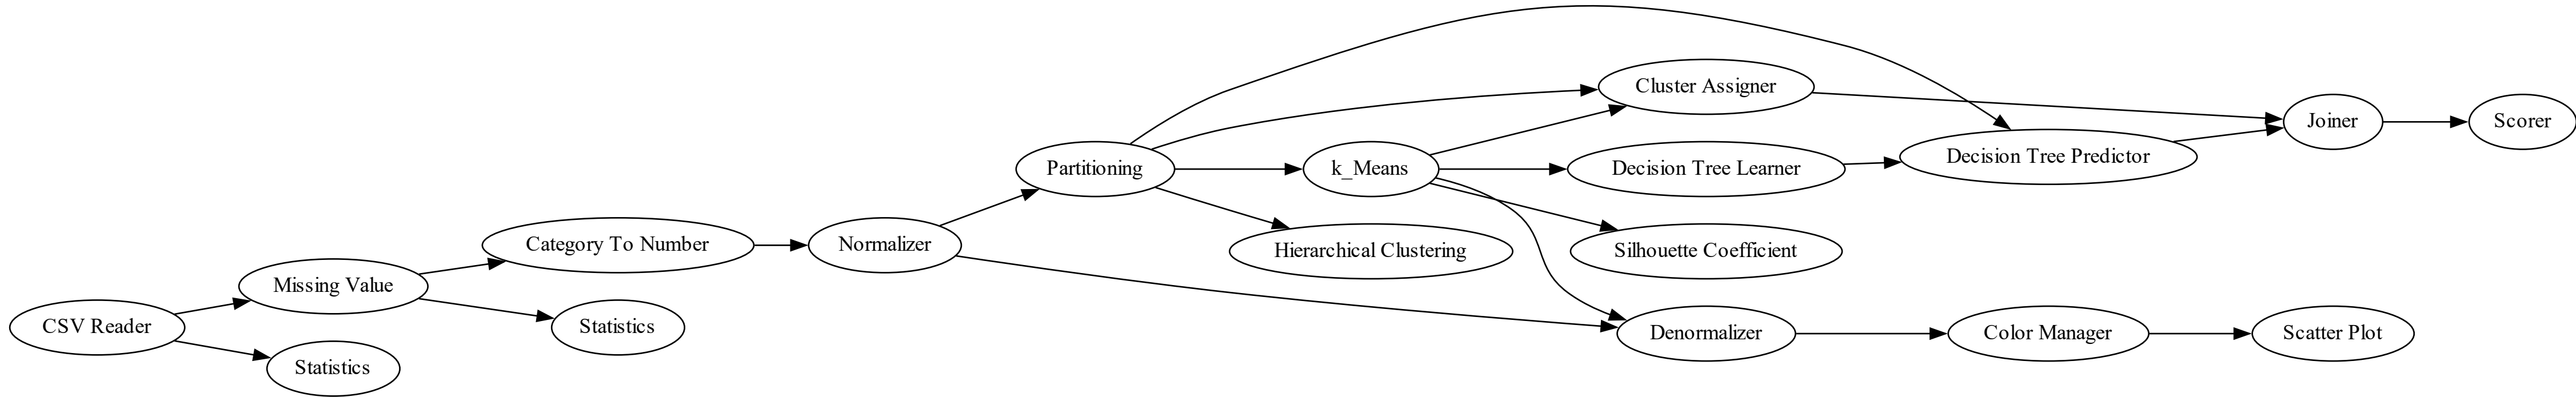 CSV Reader
Missing Value
Statistics
Category To Number
Statistics
Normalizer
Partitioning
k_Means
Hierarchical Clustering
Cluster Assigner
Decision Tree Learner
Silhouette Coefficient
Denormalizer
Decision Tree Predictor
Color Manager
Joiner
Scatter Plot
Scorer